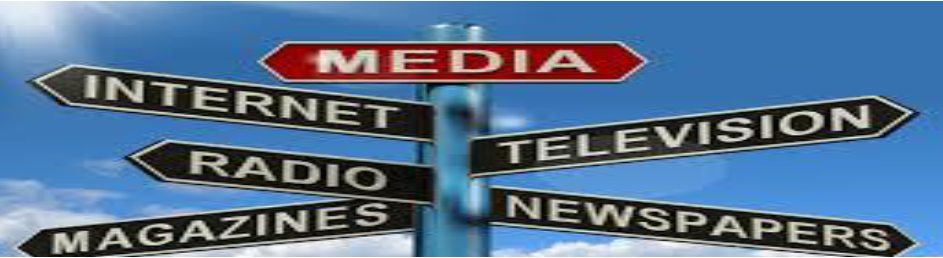 MEDIA
INTERNET
TELEVISION
RADIO
NEWSPAPERS
MAGAZINES